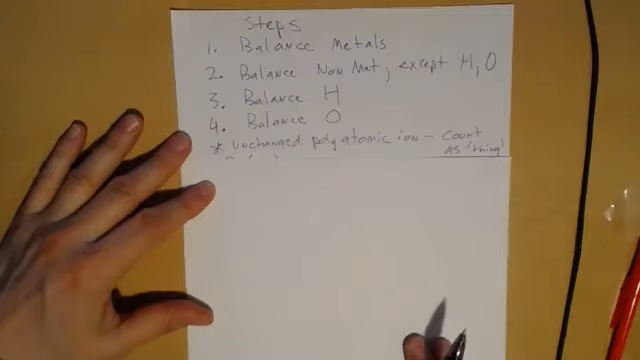 Steps
1. Balance Metals
2. Balance Non Met, except H, O
3. Balance H
4. Balance O
* unchanged polyatomic ion - count
as 'thing'